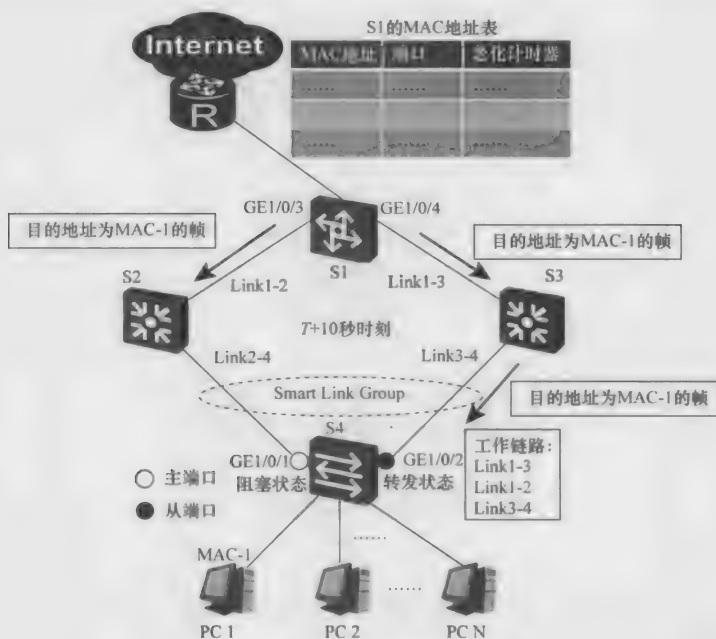 S1的MAC地址表
Internet
MAC地址 端口 老化计时器
…… …… ……
R
…… …… ……
GE1/0/3 GE1/0/4
目的地址为MAC-1的帧
目的地址为MAC-1的帧
S1
S2
S3
Link1-2 Link1-3
T+10秒时刻
Link2-4 Link3-4
Smart Link Group
目的地址为MAC-1的帧
S4
GE1/0/1 GE1/0/2
阻塞状态 转发状态
主端口
从端口
工作链路：
Link1-3
Link1-2
Link3-4
……
MAC-1
……
PC 1 PC 2 PC N